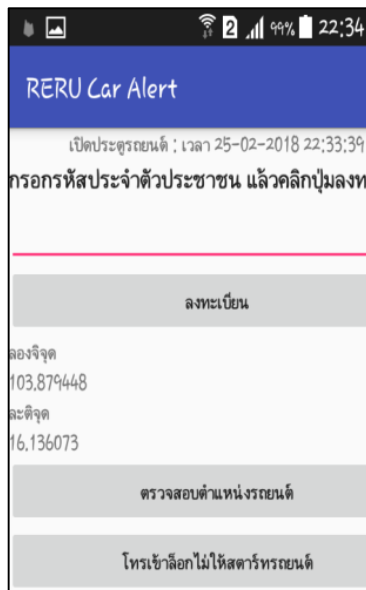 2 99% 22:34
RERU Car Alert
เปิดประตูรถยนต์ : เวลา 25-02-2018 22:33:39
กรอกรหัสประจำตัวประชาชน แล้วคลิกปุ่มลงท
ลงทะเบียน
ลองจิจุด
103.879448
ละติจุด
16.136073
ตรวจสอบตำแหน่งรถยนต์
โทรเข้าล็อกไม่ให้สตาร์ทรถยนต์